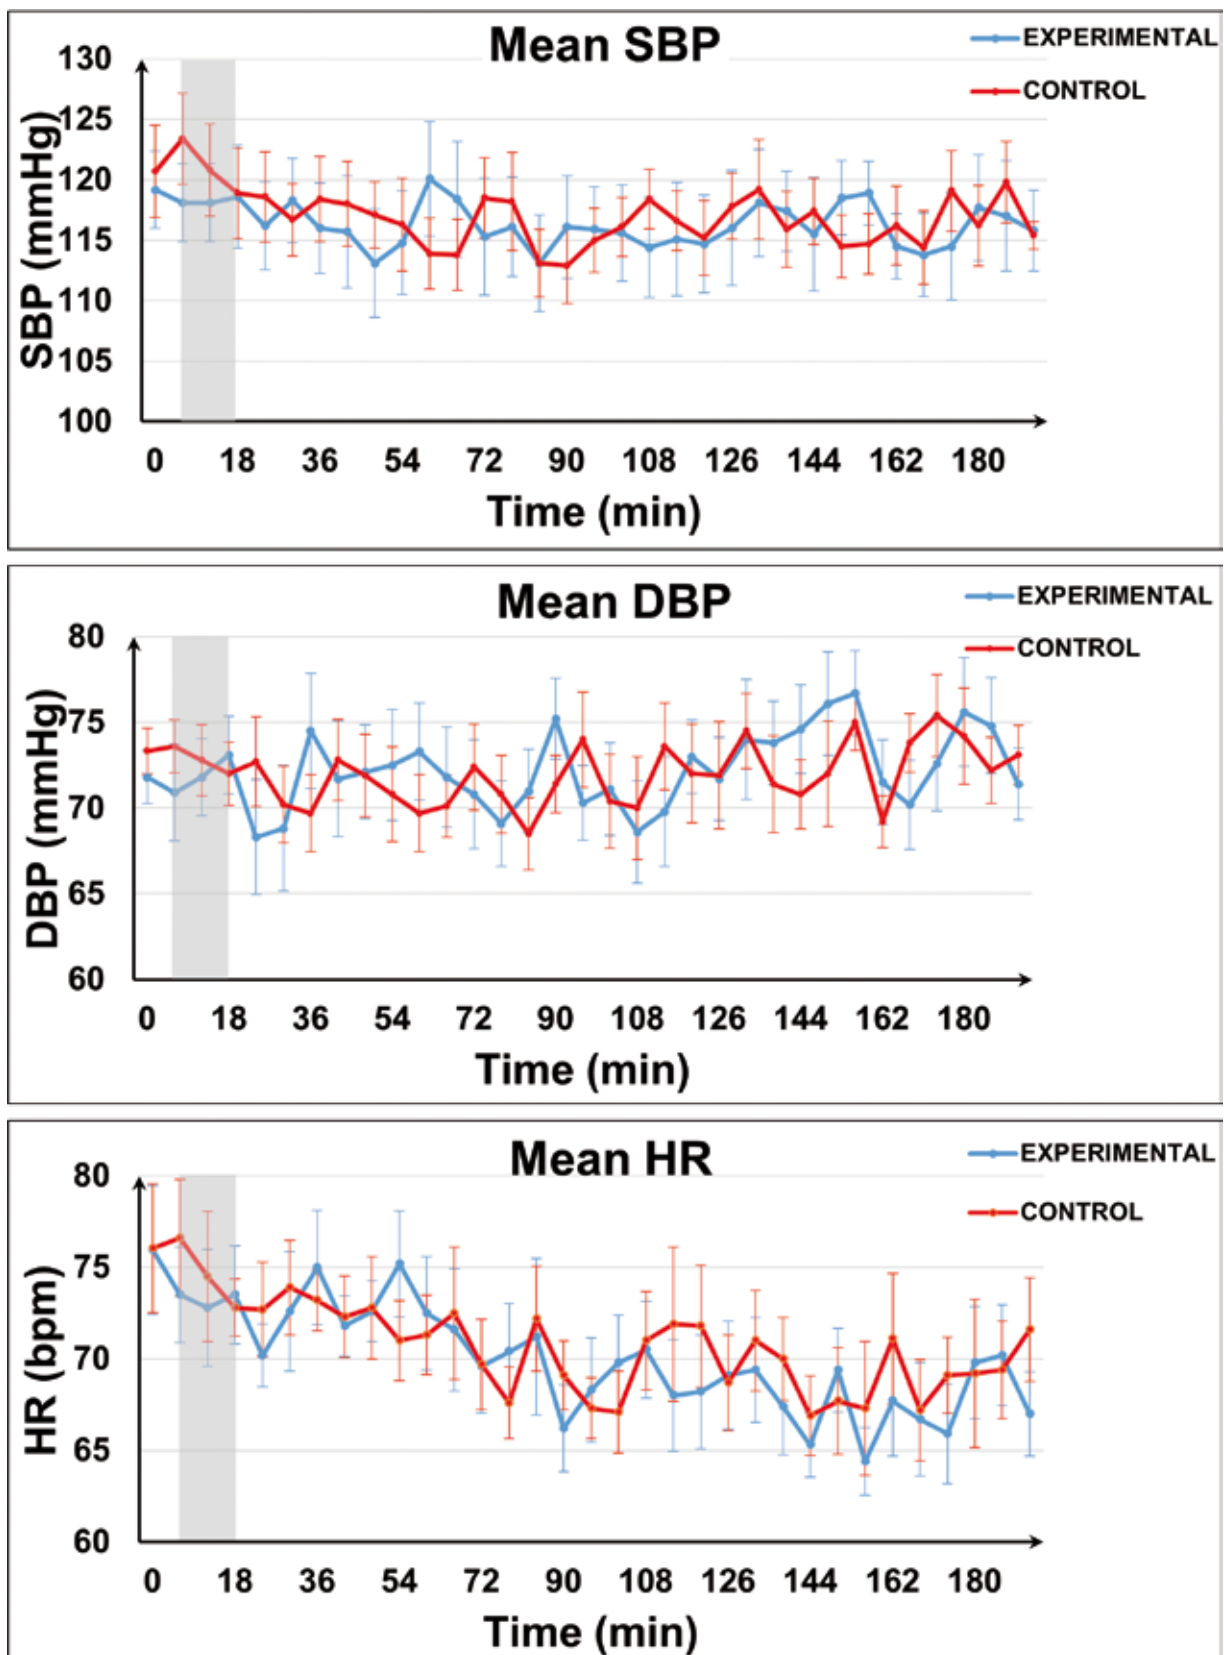 Mean SBP
EXPERIMENTAL
CONTROL
130
125
120
115
110
105
100
SBP (mmHg)
0 18 36 54 72 90 108 126 144 162 180
Time (min)
Mean DBP
EXPERIMENTAL
CONTROL
80
75
70
65
60
DBP (mmHg)
0 18 36 54 72 90 108 126 144 162 180
Time (min)
Mean HR
EXPERIMENTAL
CONTROL
80
75
70
65
60
HR (bpm)
0 18 36 54 72 90 108 126 144 162 180
Time (min)